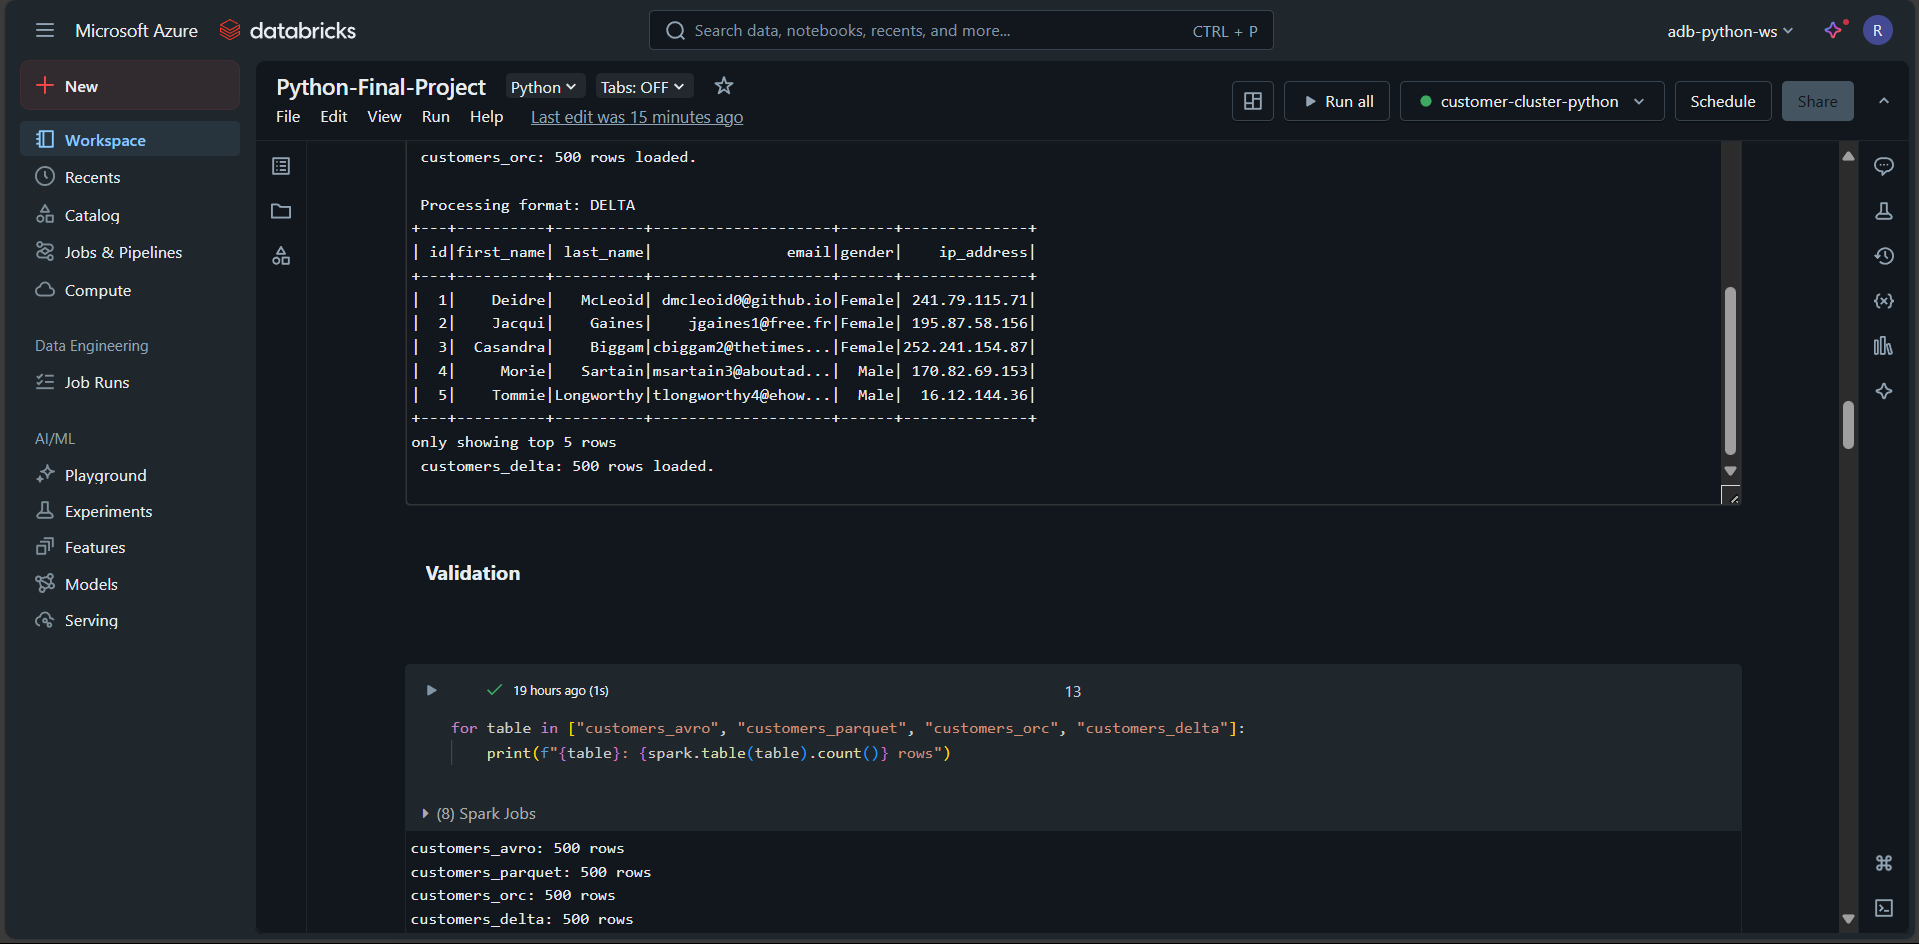 Microsoft Azure databricks
Search data, notebooks, recents, and more... CTRL + P
adb-python-ws R
New
Workspace
Recents
Catalog
Jobs & Pipelines
Compute
Data Engineering
Job Runs
AI/ML
Playground
Experiments
Features
Models
Serving
Python-Final-Project Python Tabs: OFF
File Edit View Run Help Last edit was 15 minutes ago
Run all customer-cluster-python Schedule Share
customers_orc: 500 rows loaded.
Processing format: DELTA
+---+----------+----------+--------------------+------+--------------+
| id|first_name| last_name|               email|gender|    ip_address|
+---+----------+----------+--------------------+------+--------------+
|  1|    Deidre|   McLeoid| dmcleoid0@github.io|Female| 241.79.115.71|
|  2|    Jacqui|    Gaines|    jgaines1@free.fr|Female| 195.87.58.156|
|  3|  Casandra|    Biggam|cbiggam2@thetimes...|Female|252.241.154.87|
|  4|     Morie|   Sartain|msartain3@aboutad...|  Male| 170.82.69.153|
|  5|    Tommie|Longworthy|tlongworthy4@ehow...|  Male|  16.12.144.36|
+---+----------+----------+--------------------+------+--------------+
only showing top 5 rows
customers_delta: 500 rows loaded.
Validation
19 hours ago (1s) 13
for table in ["customers_avro", "customers_parquet", "customers_orc", "customers_delta"]:
    print(f"{table}: {spark.table(table).count()} rows")
(8) Spark Jobs
customers_avro: 500 rows
customers_parquet: 500 rows
customers_orc: 500 rows
customers_delta: 500 rows